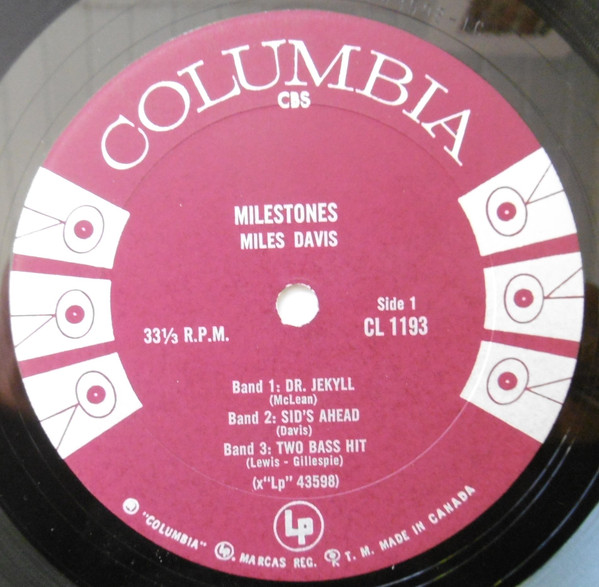 COLUMBIA
CBS
MILESTONES
MILES DAVIS
Side 1
33⅓ R.P.M.
CL 1193
Band 1: DR. JEKYLL
(McLean)
Band 2: SID'S AHEAD
(Davis)
Band 3: TWO BASS HIT
(Lewis - Gillespie)
(x"Lp" 43598)
Lp
"COLUMBIA" Lp. MARCAS REG. T. M. MADE IN CANADA